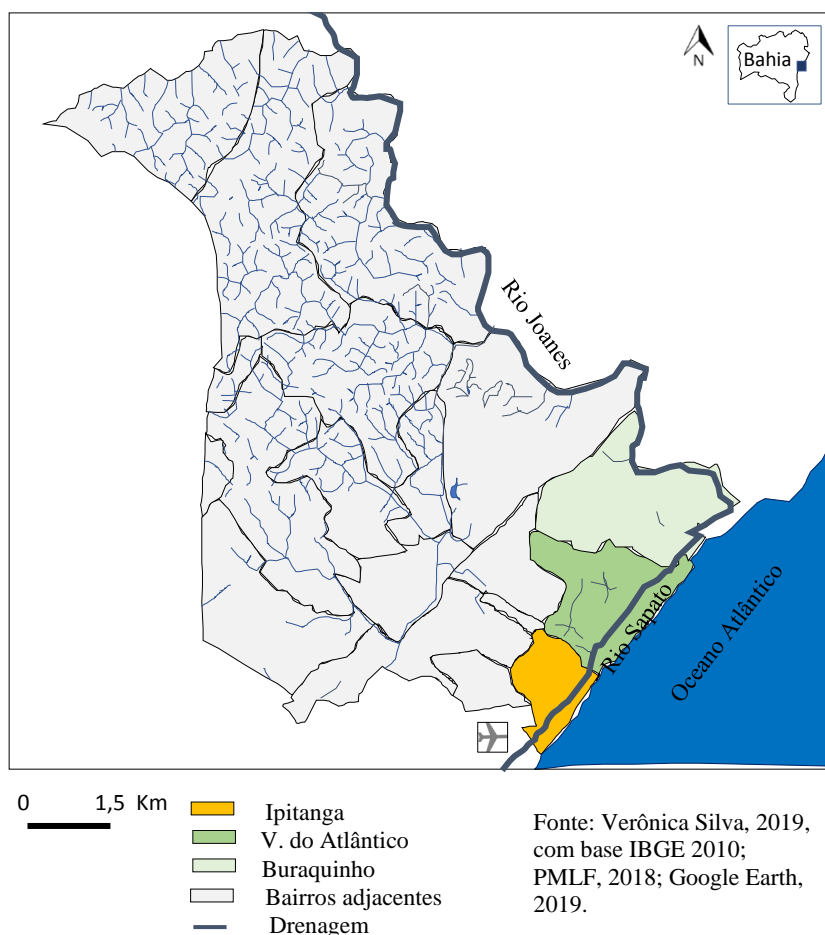 N
Bahia
Rio Joanes
Rio Sapato
Oceano Atlântico
0 1,5 Km
Ipitanga
V. do Atlântico
Buraquinho
Bairros adjacentes
Drenagem
Fonte: Verônica Silva, 2019,
com base IBGE 2010;
PMLF, 2018; Google Earth,
2019.